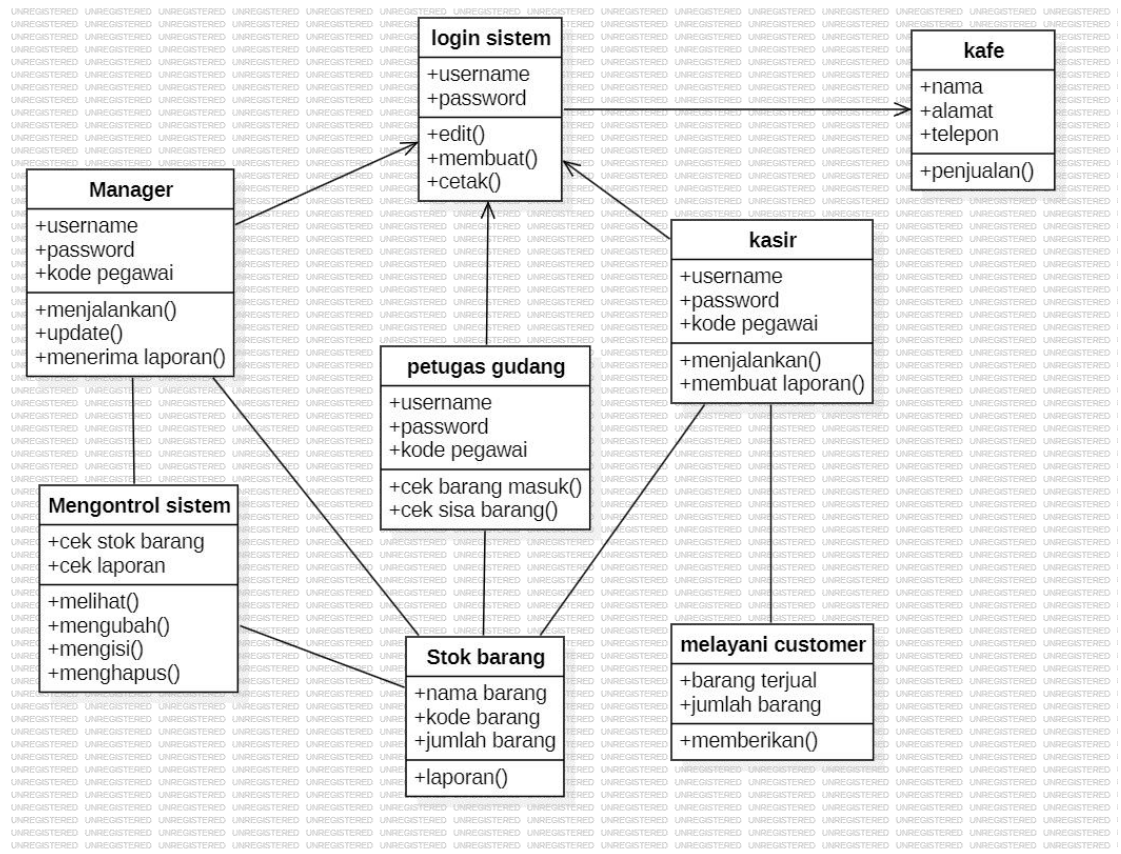 login sistem
+username
+password
+edit()
+membuat()
+cetak()
kafe
+nama
+alamat
+telepon
+penjualan()
Manager
+username
+password
+kode pegawai
+menjalankan()
+update()
+menerima laporan()
kasir
+username
+password
+kode pegawai
+menjalankan()
+membuat laporan()
petugas gudang
+username
+password
+kode pegawai
+cek barang masuk()
+cek sisa barang()
Mengontrol sistem
+cek stok barang
+cek laporan
+melihat()
+mengubah()
+mengisi()
+menghapus()
Stok barang
+nama barang
+kode barang
+jumlah barang
+laporan()
melayani customer
+barang terjual
+jumlah barang
+memberikan()
UNREGISTERED